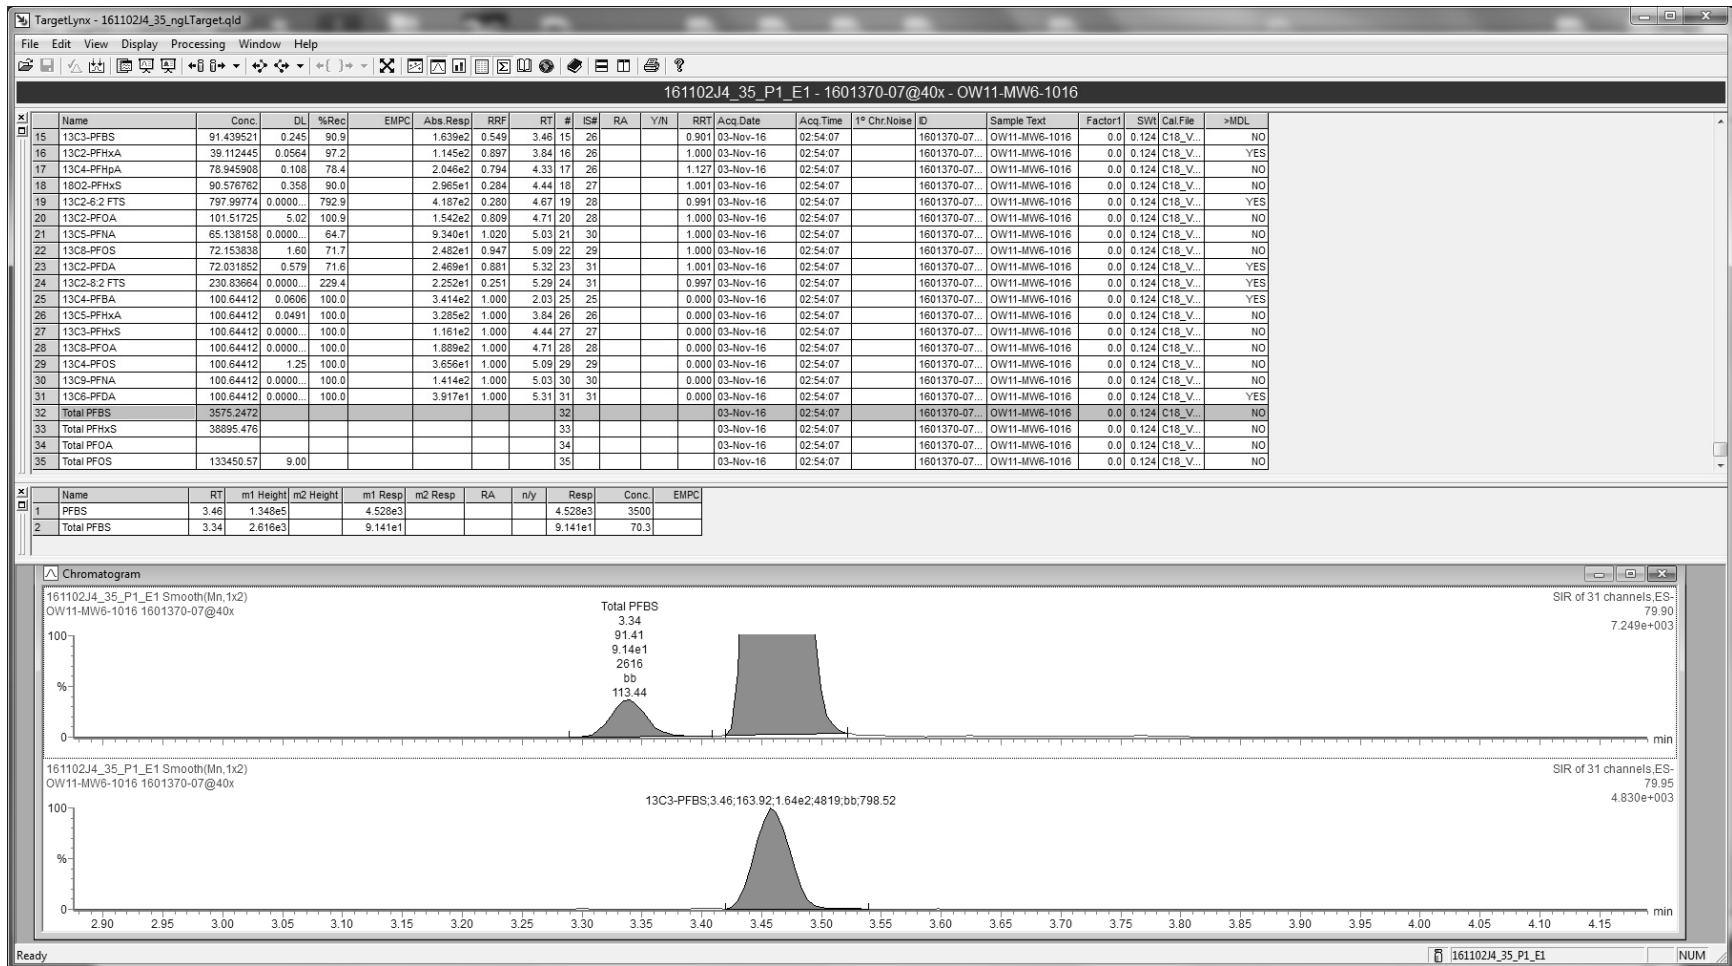 TargetLynx - 161102J4_35_ngLTarget.qld
File Edit View Display Processing Window Help
161102J4_35_P1_E1 - 1601370-07@40x - OW11-MW6-1016
Name Conc. DL %Rec EMPC Abs.Resp RRF RT # IS# RA Y/N RRT Acq.Date Acq.Time 1° Chr.Noise ID Sample Text Factor1 SWt Cal.File >MDL
15 13C3-PFBS 91.439521 0.245 90.9 1.639e2 0.549 3.46 15 26 0.901 03-Nov-16 02:54:07 1601370-07... OW11-MW6-1016 0.0 0.124 C18_V... NO
16 13C2-PFHxA 39.112445 0.0564 97.2 1.145e2 0.897 3.84 16 26 1.000 03-Nov-16 02:54:07 1601370-07... OW11-MW6-1016 0.0 0.124 C18_V... YES
17 13C4-PFHpA 78.945908 0.108 78.4 2.046e2 0.794 4.33 17 26 1.127 03-Nov-16 02:54:07 1601370-07... OW11-MW6-1016 0.0 0.124 C18_V... NO
18 18O2-PFHxS 90.576762 0.358 90.0 2.965e1 0.284 4.44 18 27 1.001 03-Nov-16 02:54:07 1601370-07... OW11-MW6-1016 0.0 0.124 C18_V... NO
19 13C2-6:2 FTS 797.99774 0.0000... 792.9 4.187e2 0.280 4.67 19 28 0.991 03-Nov-16 02:54:07 1601370-07... OW11-MW6-1016 0.0 0.124 C18_V... YES
20 13C2-PFOA 101.51725 5.02 100.9 1.542e2 0.809 4.71 20 28 1.000 03-Nov-16 02:54:07 1601370-07... OW11-MW6-1016 0.0 0.124 C18_V... NO
21 13C5-PFNA 65.138158 0.0000... 64.7 9.340e1 1.020 5.03 21 30 1.000 03-Nov-16 02:54:07 1601370-07... OW11-MW6-1016 0.0 0.124 C18_V... NO
22 13C8-PFOS 72.153838 1.60 71.7 2.482e1 0.947 5.09 22 29 1.000 03-Nov-16 02:54:07 1601370-07... OW11-MW6-1016 0.0 0.124 C18_V... NO
23 13C2-PFDA 72.031852 0.579 71.6 2.469e1 0.881 5.32 23 31 1.001 03-Nov-16 02:54:07 1601370-07... OW11-MW6-1016 0.0 0.124 C18_V... YES
24 13C2-8:2 FTS 230.83664 0.0000... 229.4 2.252e1 0.251 5.29 24 31 0.997 03-Nov-16 02:54:07 1601370-07... OW11-MW6-1016 0.0 0.124 C18_V... YES
25 13C4-PFBA 100.64412 0.0606 100.0 3.414e2 1.000 2.03 25 25 0.000 03-Nov-16 02:54:07 1601370-07... OW11-MW6-1016 0.0 0.124 C18_V... YES
26 13C5-PFHxA 100.64412 0.0491 100.0 3.285e2 1.000 3.84 26 26 0.000 03-Nov-16 02:54:07 1601370-07... OW11-MW6-1016 0.0 0.124 C18_V... NO
27 13C3-PFHxS 100.64412 0.0000... 100.0 1.161e2 1.000 4.44 27 27 0.000 03-Nov-16 02:54:07 1601370-07... OW11-MW6-1016 0.0 0.124 C18_V... NO
28 13C8-PFOA 100.64412 0.0000... 100.0 1.889e2 1.000 4.71 28 28 0.000 03-Nov-16 02:54:07 1601370-07... OW11-MW6-1016 0.0 0.124 C18_V... NO
29 13C4-PFOS 100.64412 1.25 100.0 3.656e1 1.000 5.09 29 29 0.000 03-Nov-16 02:54:07 1601370-07... OW11-MW6-1016 0.0 0.124 C18_V... NO
30 13C9-PFNA 100.64412 0.0000... 100.0 1.414e2 1.000 5.03 30 30 0.000 03-Nov-16 02:54:07 1601370-07... OW11-MW6-1016 0.0 0.124 C18_V... NO
31 13C6-PFDA 100.64412 0.0000... 100.0 3.917e1 1.000 5.31 31 31 0.000 03-Nov-16 02:54:07 1601370-07... OW11-MW6-1016 0.0 0.124 C18_V... YES
32 Total PFBS 3575.2472 32 03-Nov-16 02:54:07 1601370-07... OW11-MW6-1016 0.0 0.124 C18_V... NO
33 Total PFHxS 38895.476 33 03-Nov-16 02:54:07 1601370-07... OW11-MW6-1016 0.0 0.124 C18_V... NO
34 Total PFOA 34 03-Nov-16 02:54:07 1601370-07... OW11-MW6-1016 0.0 0.124 C18_V... NO
35 Total PFOS 133450.57 9.00 35 03-Nov-16 02:54:07 1601370-07... OW11-MW6-1016 0.0 0.124 C18_V... NO
Name RT m1 Height m2 Height m1 Resp m2 Resp RA n/y Resp Conc. EMPC
1 PFBS 3.46 1.348e5 4.528e3 4.528e3 3500
2 Total PFBS 3.34 2.616e3 9.141e1 9.141e1 70.3
Chromatogram
161102J4_35_P1_E1 Smooth(Mn,1x2)
OW11-MW6-1016 1601370-07@40x
SIR of 31 channels,ES-
79.90
7.249e+003
Total PFBS
3.34
91.41
9.14e1
2616
bb
113.44
100
%
0
min
161102J4_35_P1_E1 Smooth(Mn,1x2)
OW11-MW6-1016 1601370-07@40x
SIR of 31 channels,ES-
79.95
4.830e+003
13C3-PFBS;3.46;163.92;1.64e2;4819;bb;798.52
100
%
0
min
2.90 2.95 3.00 3.05 3.10 3.15 3.20 3.25 3.30 3.35 3.40 3.45 3.50 3.55 3.60 3.65 3.70 3.75 3.80 3.85 3.90 3.95 4.00 4.05 4.10 4.15
Ready 161102J4_35_P1_E1 NUM